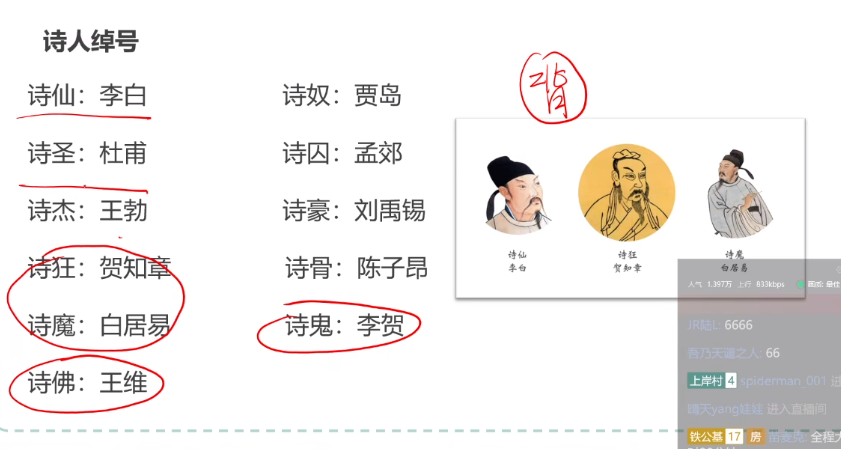 诗人绰号
诗仙：李白
诗圣：杜甫
诗杰：王勃
诗狂：贺知章
诗魔：白居易
诗佛：王维
诗奴：贾岛
诗囚：孟郊
诗豪：刘禹锡
诗骨：陈子昂
诗鬼：李贺
背
诗仙
李白
诗狂
贺知章
诗魔
白居易
人气 1.397万 上行 833kbps
JR陆L: 6666
吾乃天疆之人: 66
上岸村 4 spiderman_001 进
晴天yang娃娃 进入直播间
铁公基 17 房
全程大